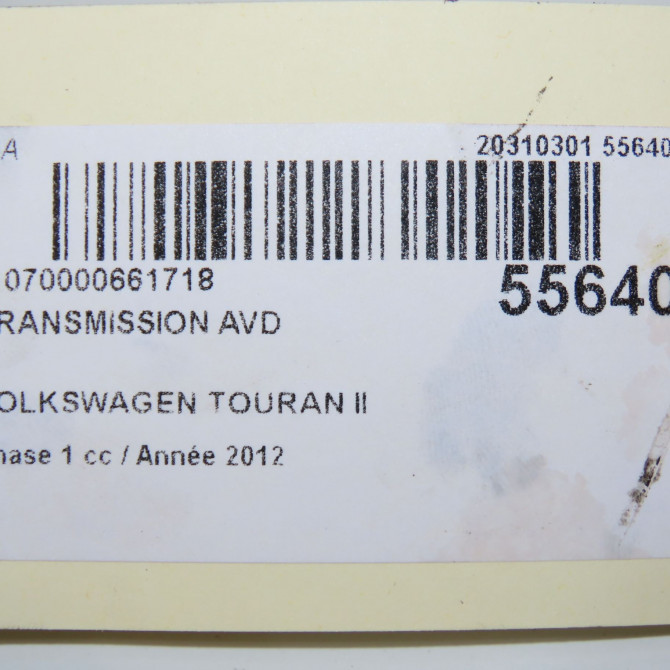 A
20310301 55640
070000661718
55640
RANSMISSION AVD
OLKSWAGEN TOURAN II
hase 1 cc / Année 2012